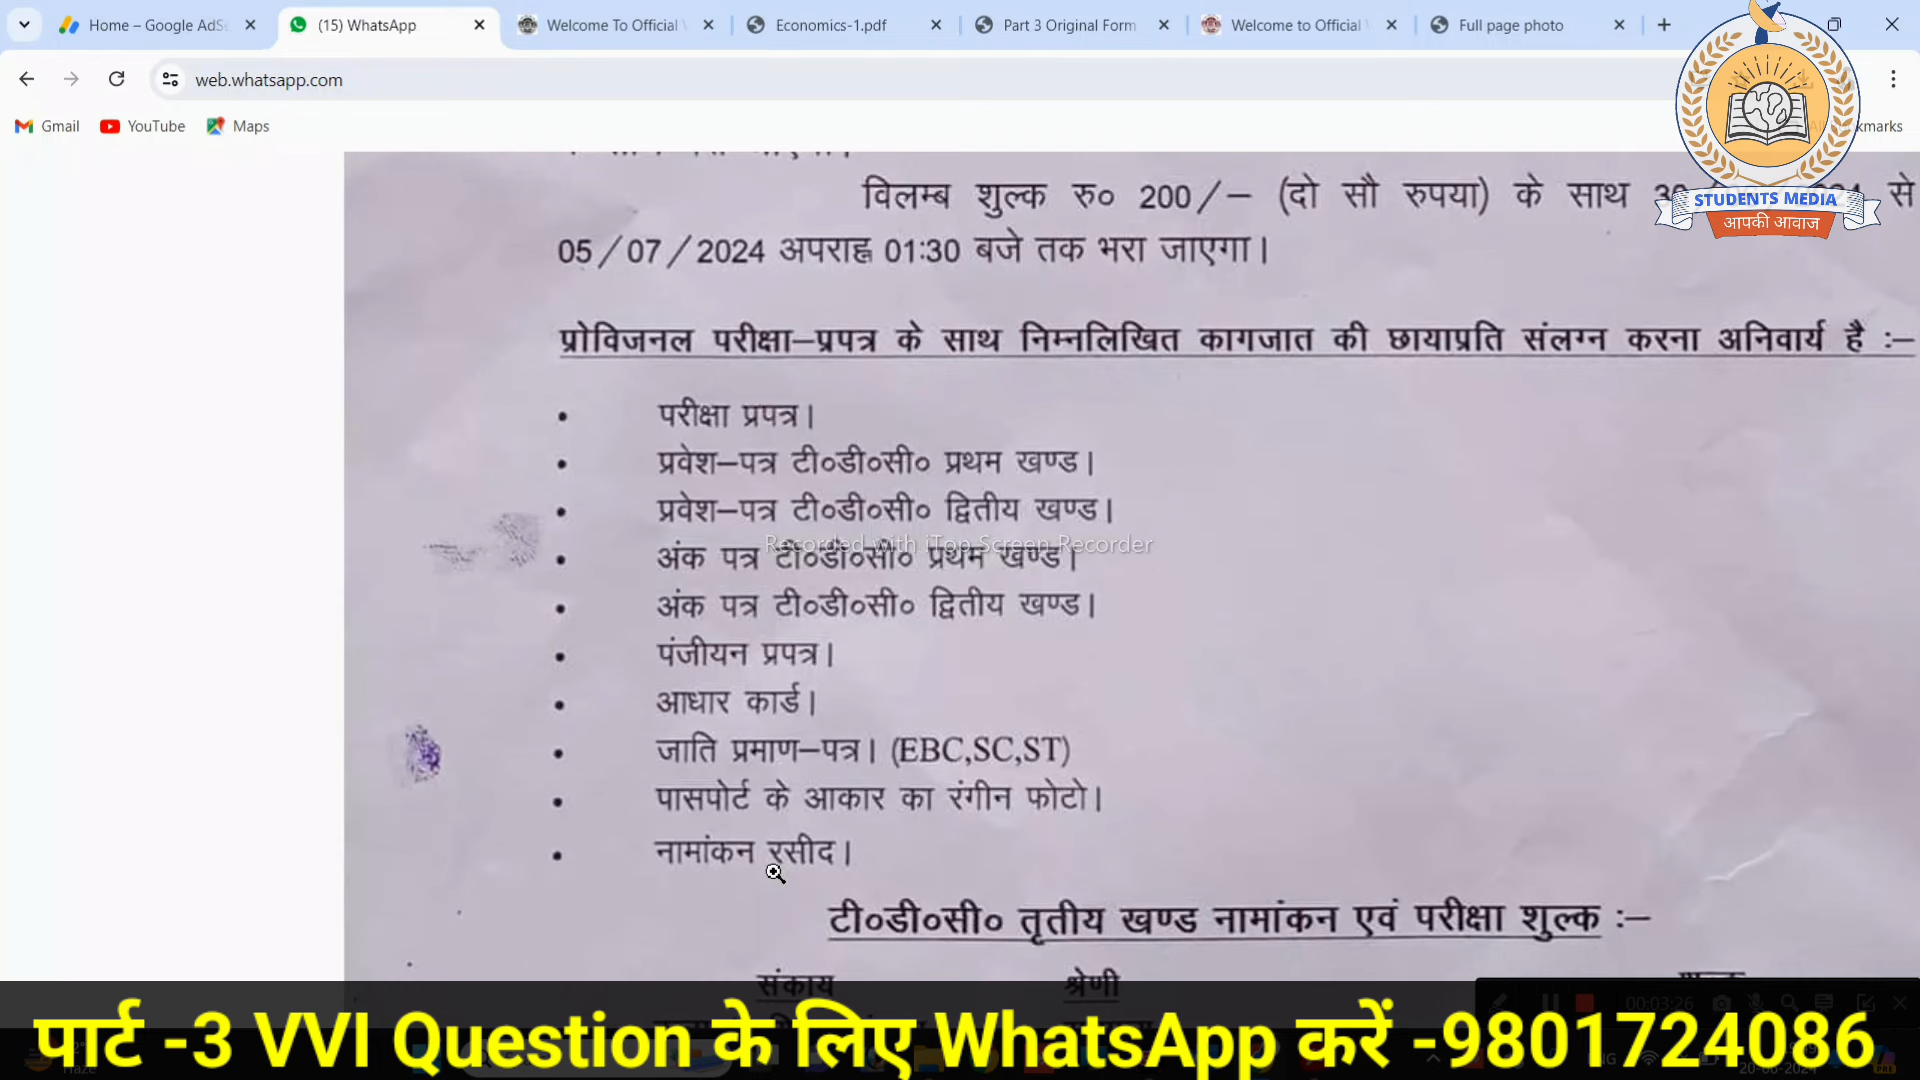 Home – Google AdSe
(15) WhatsApp
Welcome To Official
Economics-1.pdf
Part 3 Original Form
Welcome to Official
Full page photo
web.whatsapp.com
Gmail
YouTube
Maps
STUDENTS MEDIA
आपकी आवाज
विलम्ब शुल्क रु० 200/– (दो सौ रुपया) के साथ से
05/07/2024 अपराह्न 01:30 बजे तक भरा जाएगा।
प्रोविजनल परीक्षा–प्रपत्र के साथ निम्नलिखित कागजात की छायाप्रति संलग्न करना अनिवार्य है :–
• परीक्षा प्रपत्र।
• प्रवेश–पत्र टी०डी०सी० प्रथम खण्ड।
• प्रवेश–पत्र टी०डी०सी० द्वितीय खण्ड।
Recorded with iTop Screen Recorder
• अंक पत्र टी०डी०सी० प्रथम खण्ड।
• अंक पत्र टी०डी०सी० द्वितीय खण्ड।
• पंजीयन प्रपत्र।
• आधार कार्ड।
• जाति प्रमाण–पत्र। (EBC,SC,ST)
• पासपोर्ट के आकार का रंगीन फोटो।
• नामांकन रसीद।
टी०डी०सी० तृतीय खण्ड नामांकन एवं परीक्षा शुल्क :–
संकाय श्रेणी
00:03:26
पार्ट -3 VVI Question के लिए WhatsApp करें -9801724086